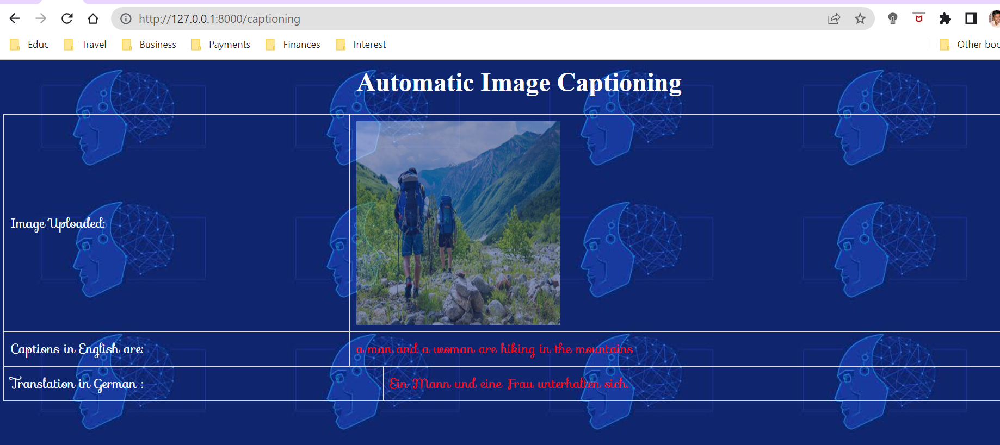 http://127.0.0.1:8000/captioning
Educ Travel Business Payments Finances Interest Other boo
Automatic Image Captioning
Image Uploaded:
Captions in English are: a man and a woman are hiking in the mountains
Translation in German : Ein Mann und eine Frau unterhalten sich.